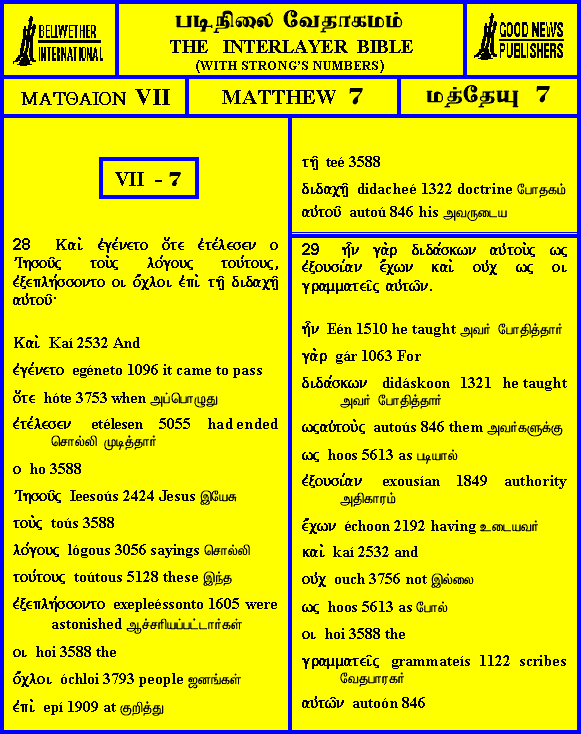 BELLWETHER
INTERNATIONAL
படிநிலை வேதாகமம்
THE INTERLAYER BIBLE
(WITH STRONG'S NUMBERS)
GOOD NEWS
PUBLISHERS
ΜΑΤΘΑΙΟΝ VII
MATTHEW 7
மத்தேயு 7
VII - 7
28 Καὶ ἐγένετο ὅτε ἐτέλεσεν ο
Ἰησοῦς τοὺς λόγους τούτους,
ἐξεπλήσσοντο οι ὄχλοι ἐπὶ τῇ διδαχῇ
αὐτοῦ·
Καὶ Kaí 2532 And
ἐγένετο egéneto 1096 it came to pass
ὅτε hóte 3753 when அப்பொழுது
ἐτέλεσεν etélesen 5055 had ended
சொல்லி முடித்தார்
ο ho 3588
Ἰησοῦς Ieesoús 2424 Jesus இயேசு
τοὺς toús 3588
λόγους lógous 3056 sayings சொல்லி
τούτους toútous 5128 these இந்த
ἐξεπλήσσοντο exepleéssonto 1605 were
astonished ஆச்சரியப்பட்டார்கள்
οι hoi 3588 the
ὄχλοι óchloi 3793 people ஜனங்கள்
ἐπὶ epí 1909 at குறித்து
τῇ teé 3588
διδαχῇ didacheé 1322 doctrine போதகம்
αὐτοῦ autoú 846 his அவருடைய
29 ἦν γὰρ διδάσκων αὐτοὺς ως
ἐξουσίαν ἔχων καὶ οὐχ ως οι
γραμματεῖς αὐτῶν.
ἦν Eén 1510 he taught அவர் போதித்தார்
γὰρ gár 1063 For
διδάσκων didáskoon 1321 he taught
அவர் போதித்தார்
ωςαὐτοὺς autoús 846 them அவர்களுக்கு
ως hoos 5613 as படியால்
ἐξουσίαν exousían 1849 authority
அதிகாரம்
ἔχων échoon 2192 having உடையவர்
καὶ kaí 2532 and
οὐχ ouch 3756 not இல்லை
ως hoos 5613 as போல்
οι hoi 3588 the
γραμματεῖς grammateís 1122 scribes
வேதபாரகர்
αὐτῶν autoón 846